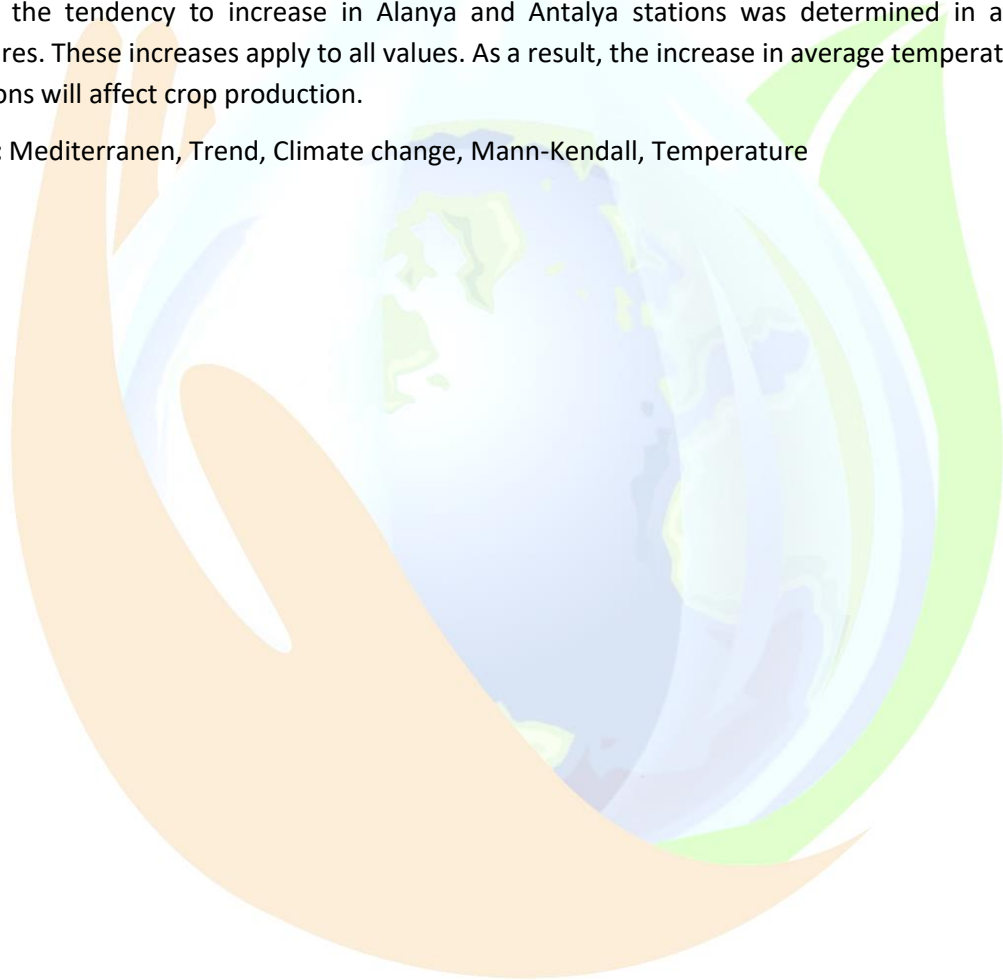 the tendency to increase in Alanya and Antalya stations was determined in a
res. These increases apply to all values. As a result, the increase in average temperat
ons will affect crop production.
: Mediterranen, Trend, Climate change, Mann-Kendall, Temperature